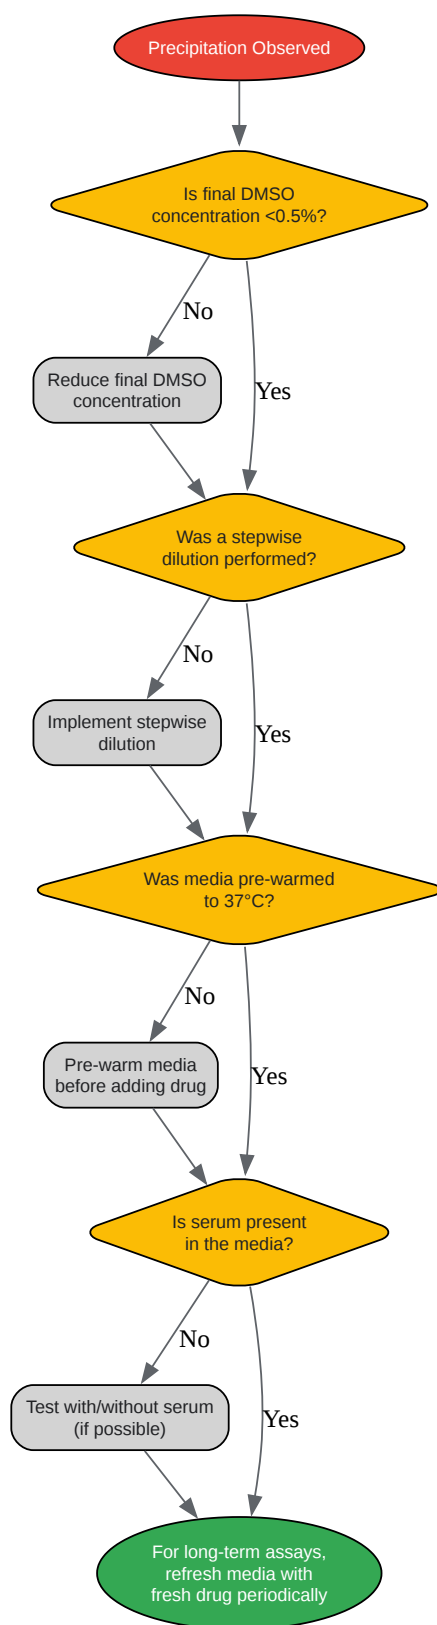 Precipitation Observed
Is final DMSO
concentration <0.5%?
No
Yes
Reduce final DMSO
concentration
Was a stepwise
dilution performed?
No
Yes
Implement stepwise
dilution
Was media pre-warmed
to 37°C?
No
Yes
Pre-warm media
before adding drug
Is serum present
in the media?
No
Yes
Test with/without serum
(if possible)
For long-term assays,
refresh media with
fresh drug periodically